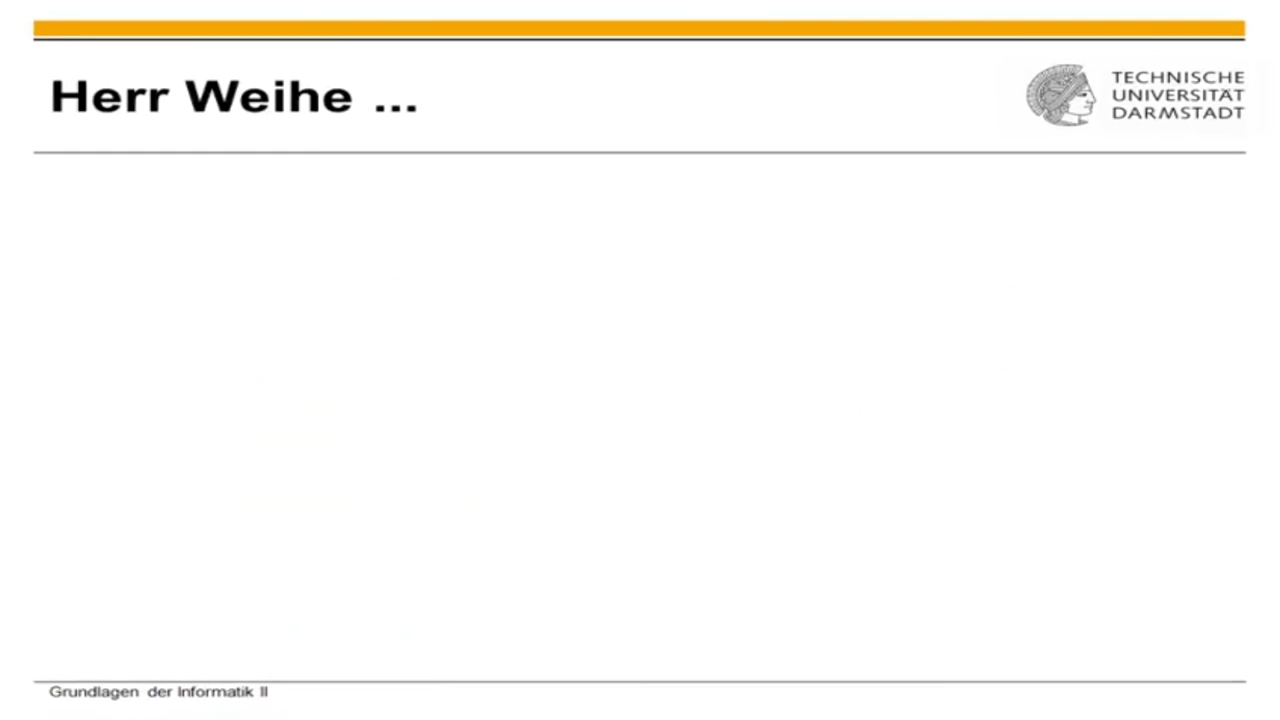 Herr Weihe ...
TECHNISCHE
UNIVERSITÄT
DARMSTADT
Grundlagen der Informatik II